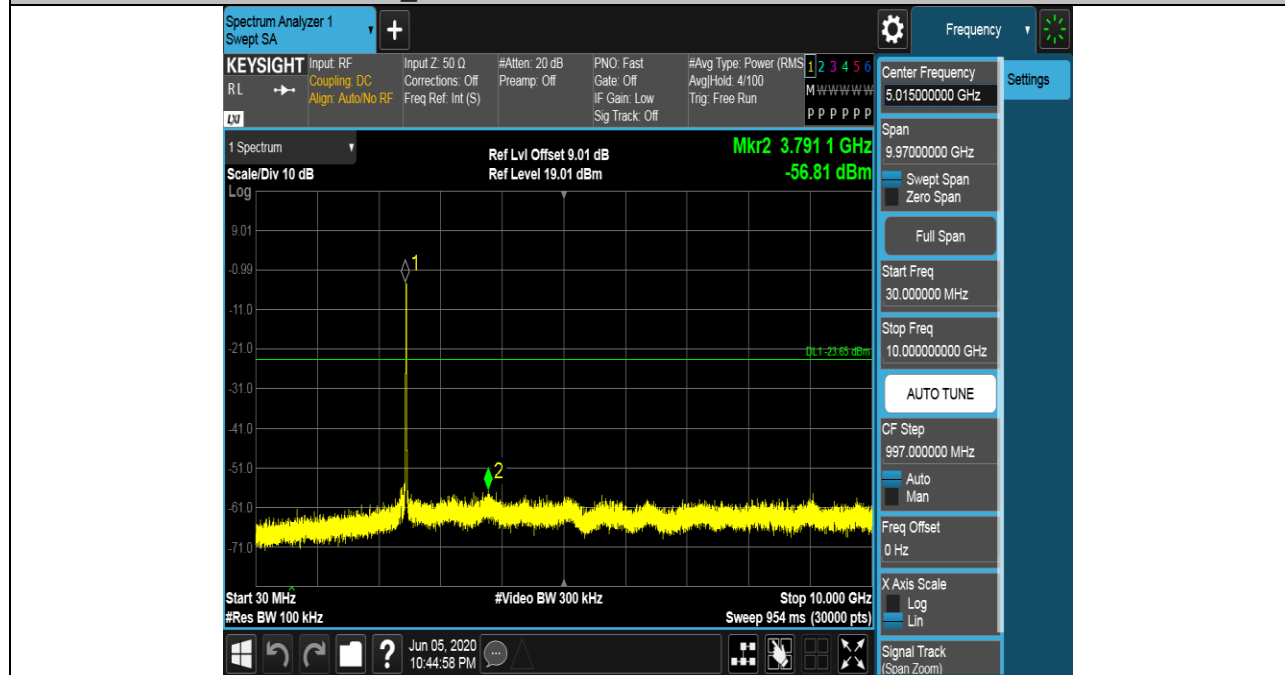 Spectrum Analyzer 1
Swept SA
+
Frequency
KEYSIGHT
RL
LXI
Input: RF
Coupling: DC
Align: Auto/No RF
Input Z: 50 Ω
Corrections: Off
Freq Ref: Int (S)
#Atten: 20 dB
Preamp: Off
PNO: Fast
Gate: Off
IF Gain: Low
Sig Track: Off
#Avg Type: Power (RMS
Avg|Hold: 4/100
Trig: Free Run
1 2 3 4 5 6
M W W W W W
P P P P P P
1 Spectrum
Scale/Div 10 dB
Log
Ref Lvl Offset 9.01 dB
Ref Level 19.01 dBm
Mkr2 3.791 1 GHz
-56.81 dBm
9.01
-0.99
-11.0
-21.0
-31.0
-41.0
-51.0
-61.0
-71.0
1
2
DL1 -23.65 dBm
Start 30 MHz
#Res BW 100 kHz
#Video BW 300 kHz
Stop 10.000 GHz
Sweep 954 ms (30000 pts)
Center Frequency
5.015000000 GHz
Settings
Span
9.97000000 GHz
Swept Span
Zero Span
Full Span
Start Freq
30.000000 MHz
Stop Freq
10.000000000 GHz
AUTO TUNE
CF Step
997.000000 MHz
Auto
Man
Freq Offset
0 Hz
X Axis Scale
Log
Lin
Signal Track
(Span Zoom)
?
Jun 05, 2020
10:44:58 PM